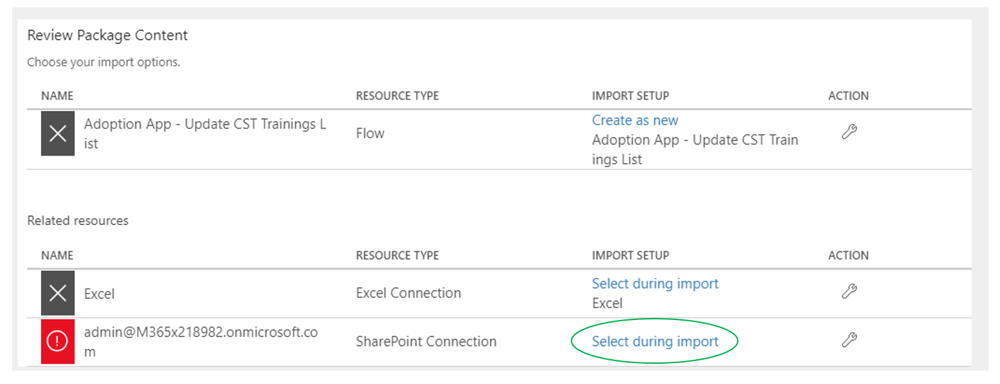 Review Package Content
Choose your import options.
NAME RESOURCE TYPE IMPORT SETUP ACTION
Adoption App - Update CST Trainings L
ist
Flow
Create as new
Adoption App - Update CST Train
ings List
Related resources
NAME RESOURCE TYPE IMPORT SETUP ACTION
Excel
Excel Connection
Select during import
Excel
admin@M365x218982.onmicrosoft.co
m
SharePoint Connection
Select during import